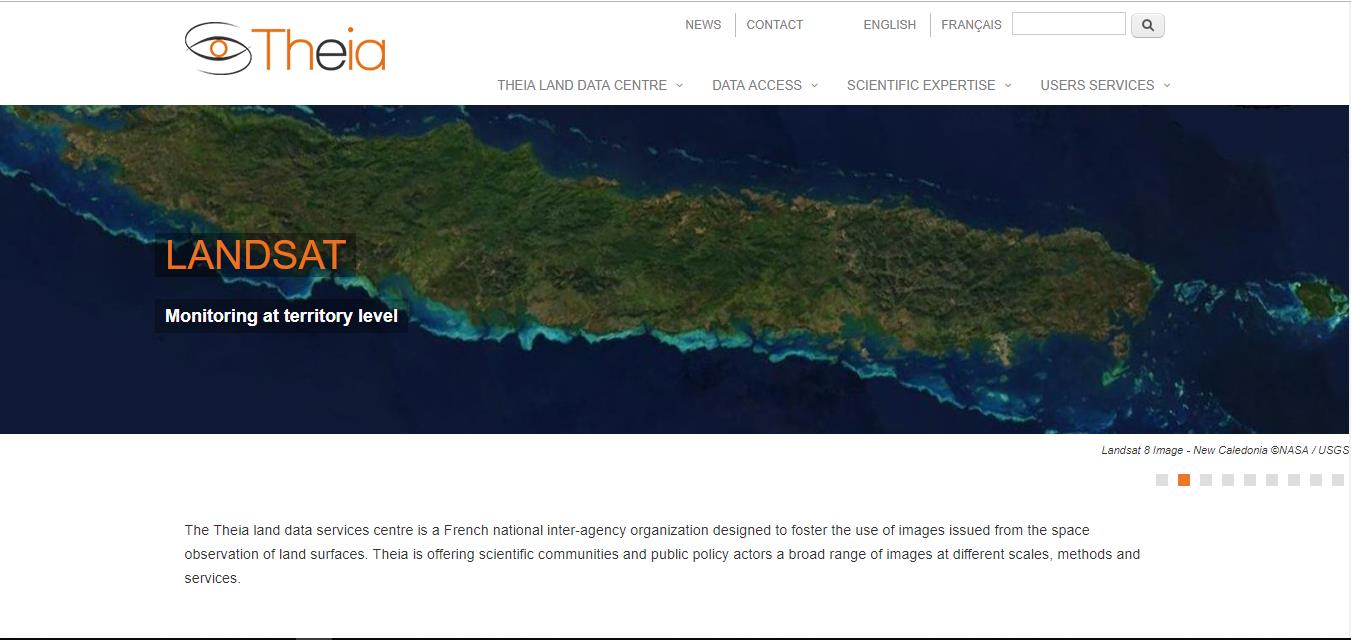 Theia
NEWS CONTACT ENGLISH FRANÇAIS
THEIA LAND DATA CENTRE DATA ACCESS SCIENTIFIC EXPERTISE USERS SERVICES
LANDSAT
Monitoring at territory level
Landsat 8 Image - New Caledonia ©NASA / USGS
The Theia land data services centre is a French national inter-agency organization designed to foster the use of images issued from the space
observation of land surfaces. Theia is offering scientific communities and public policy actors a broad range of images at different scales, methods and
services.